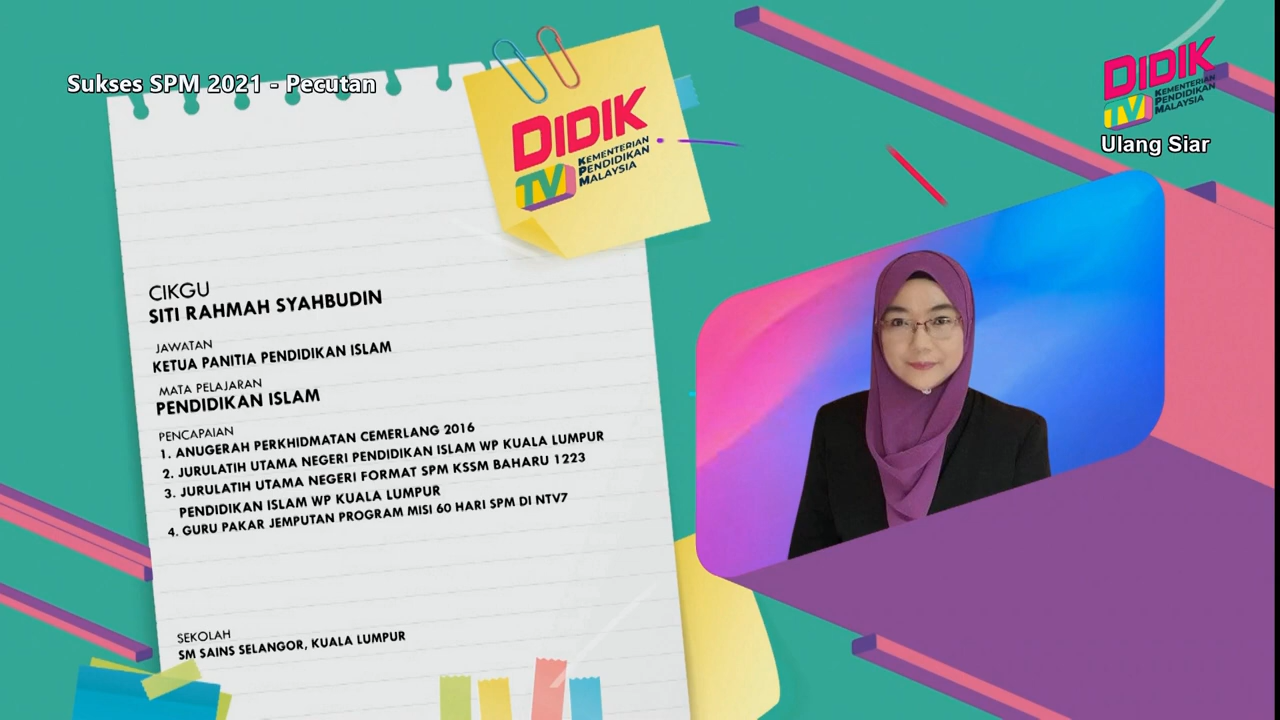 Sukses SPM 2021 - Pecutan
DIDIK
TV
KEMENTERIAN
PENDIDIKAN
MALAYSIA
DIDIK
TV
KEMENTERIAN
PENDIDIKAN
MALAYSIA
Ulang Siar
CIKGU
SITI RAHMAH SYAHBUDIN
JAWATAN
KETUA PANITIA PENDIDIKAN ISLAM
MATA PELAJARAN
PENDIDIKAN ISLAM
PENCAPAIAN
1. ANUGERAH PERKHIDMATAN CEMERLANG 2016
2. JURULATIH UTAMA NEGERI PENDIDIKAN ISLAM WP KUALA LUMPUR
3. JURULATIH UTAMA NEGERI FORMAT SPM KSSM BAHARU 1223
PENDIDIKAN ISLAM WP KUALA LUMPUR
4. GURU PAKAR JEMPUTAN PROGRAM MISI 60 HARI SPM DI NTV7
SEKOLAH
SM SAINS SELANGOR, KUALA LUMPUR